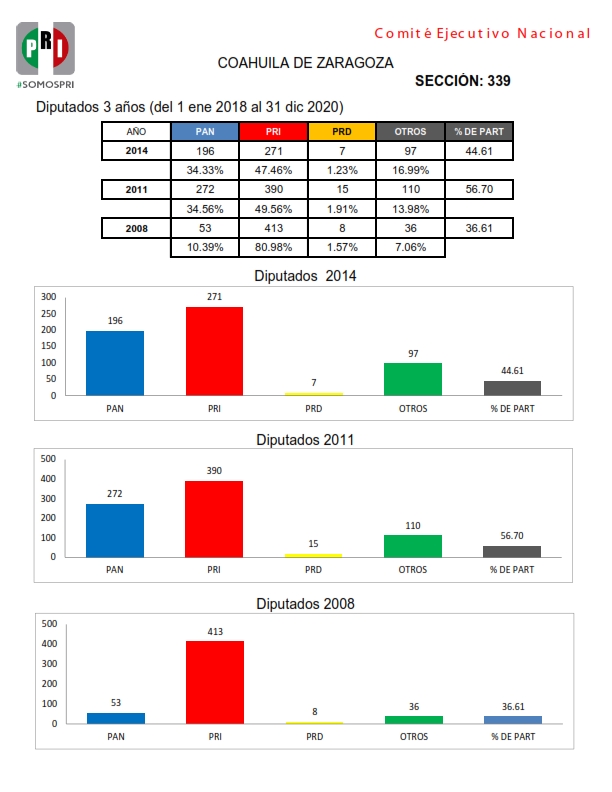 PRI
#SOMOSPRI
Comité Ejecutivo Nacional
COAHUILA DE ZARAGOZA
SECCIÓN: 339
Diputados 3 años (del 1 ene 2018 al 31 dic 2020)
AÑO PAN PRI PRD OTROS % DE PART
2014 196 271 7 97 44.61
34.33% 47.46% 1.23% 16.99%
2011 272 390 15 110 56.70
34.56% 49.56% 1.91% 13.98%
2008 53 413 8 36 36.61
10.39% 80.98% 1.57% 7.06%
Diputados 2014
300
250
200
150
100
50
0
196 271 7 97 44.61
PAN PRI PRD OTROS % DE PART
Diputados 2011
500
400
300
200
100
0
272 390 15 110 56.70
PAN PRI PRD OTROS % DE PART
Diputados 2008
500
400
300
200
100
0
53 413 8 36 36.61
PAN PRI PRD OTROS % DE PART